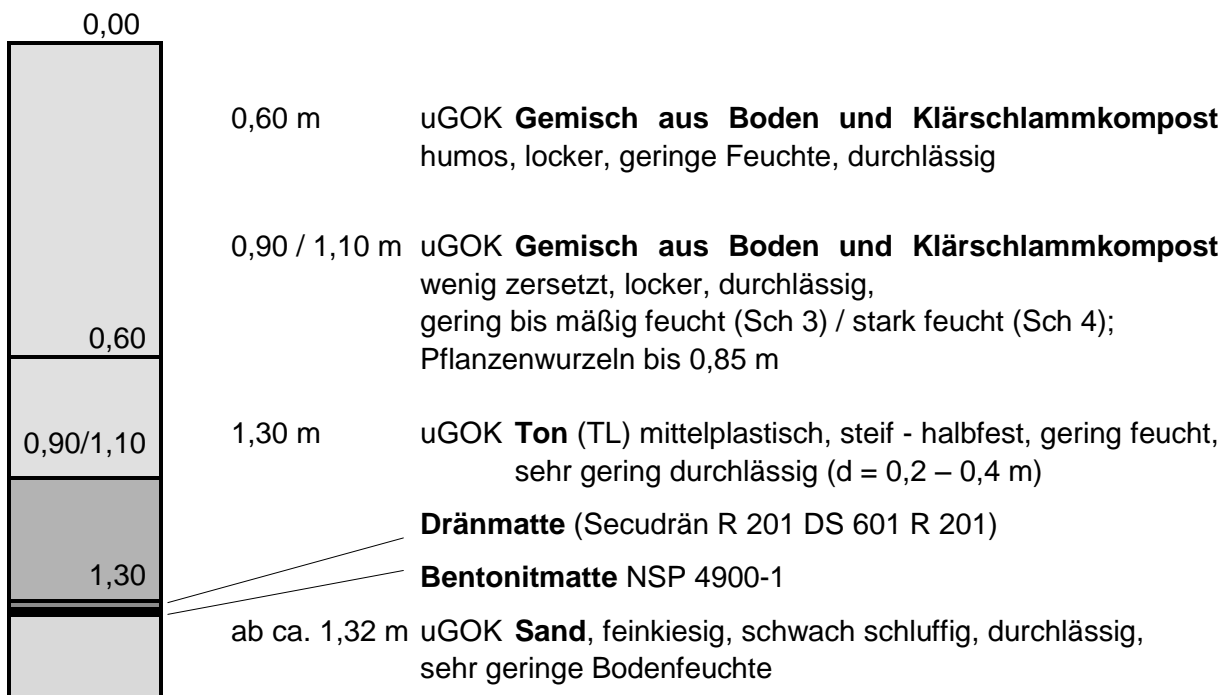 0,00
0,60 m uGOK Gemisch aus Boden und Klärschlammkompost
humos, locker, geringe Feuchte, durchlässig
0,90 / 1,10 m uGOK Gemisch aus Boden und Klärschlammkompost
wenig zersetzt, locker, durchlässig,
gering bis mäßig feucht (Sch 3) / stark feucht (Sch 4);
0,60
Pflanzenwurzeln bis 0,85 m
0,90/1,10
1,30 m uGOK Ton (TL) mittelplastisch, steif - halbfest, gering feucht,
sehr gering durchlässig (d = 0,2 – 0,4 m)
Dränmatte (Secudrän R 201 DS 601 R 201)
1,30
Bentonitmatte NSP 4900-1
ab ca. 1,32 m uGOK Sand, feinkiesig, schwach schluffig, durchlässig,
sehr geringe Bodenfeuchte